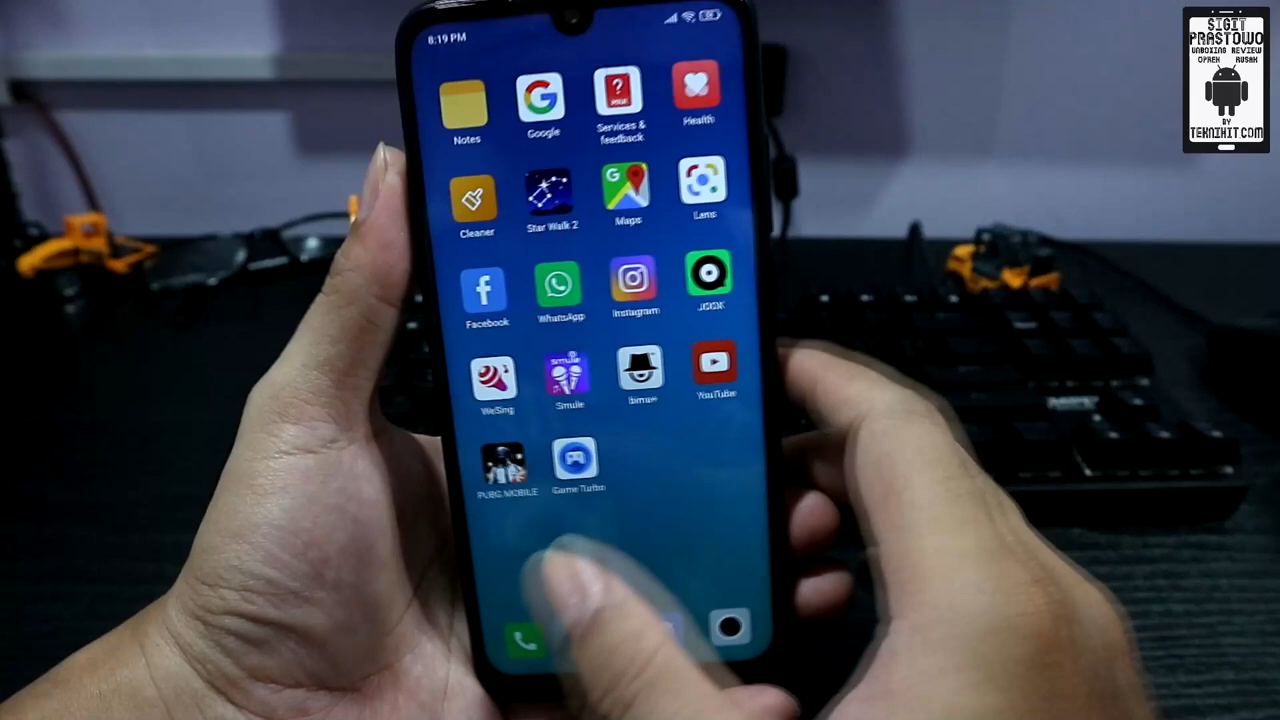 8:19 PM
Notes
Google
Services &
feedback
Health
Cleaner
Star Walk 2
Maps
Lens
Facebook
WhatsApp
Instagram
JOOX
WeSing
smule
Smule
YouTube
PUBG MOBILE
Game Turbo
SIGIT
PRASTOWO
UNBOXING REVIEW
OPREK RUSAK
BY
TEKNIHIT.COM